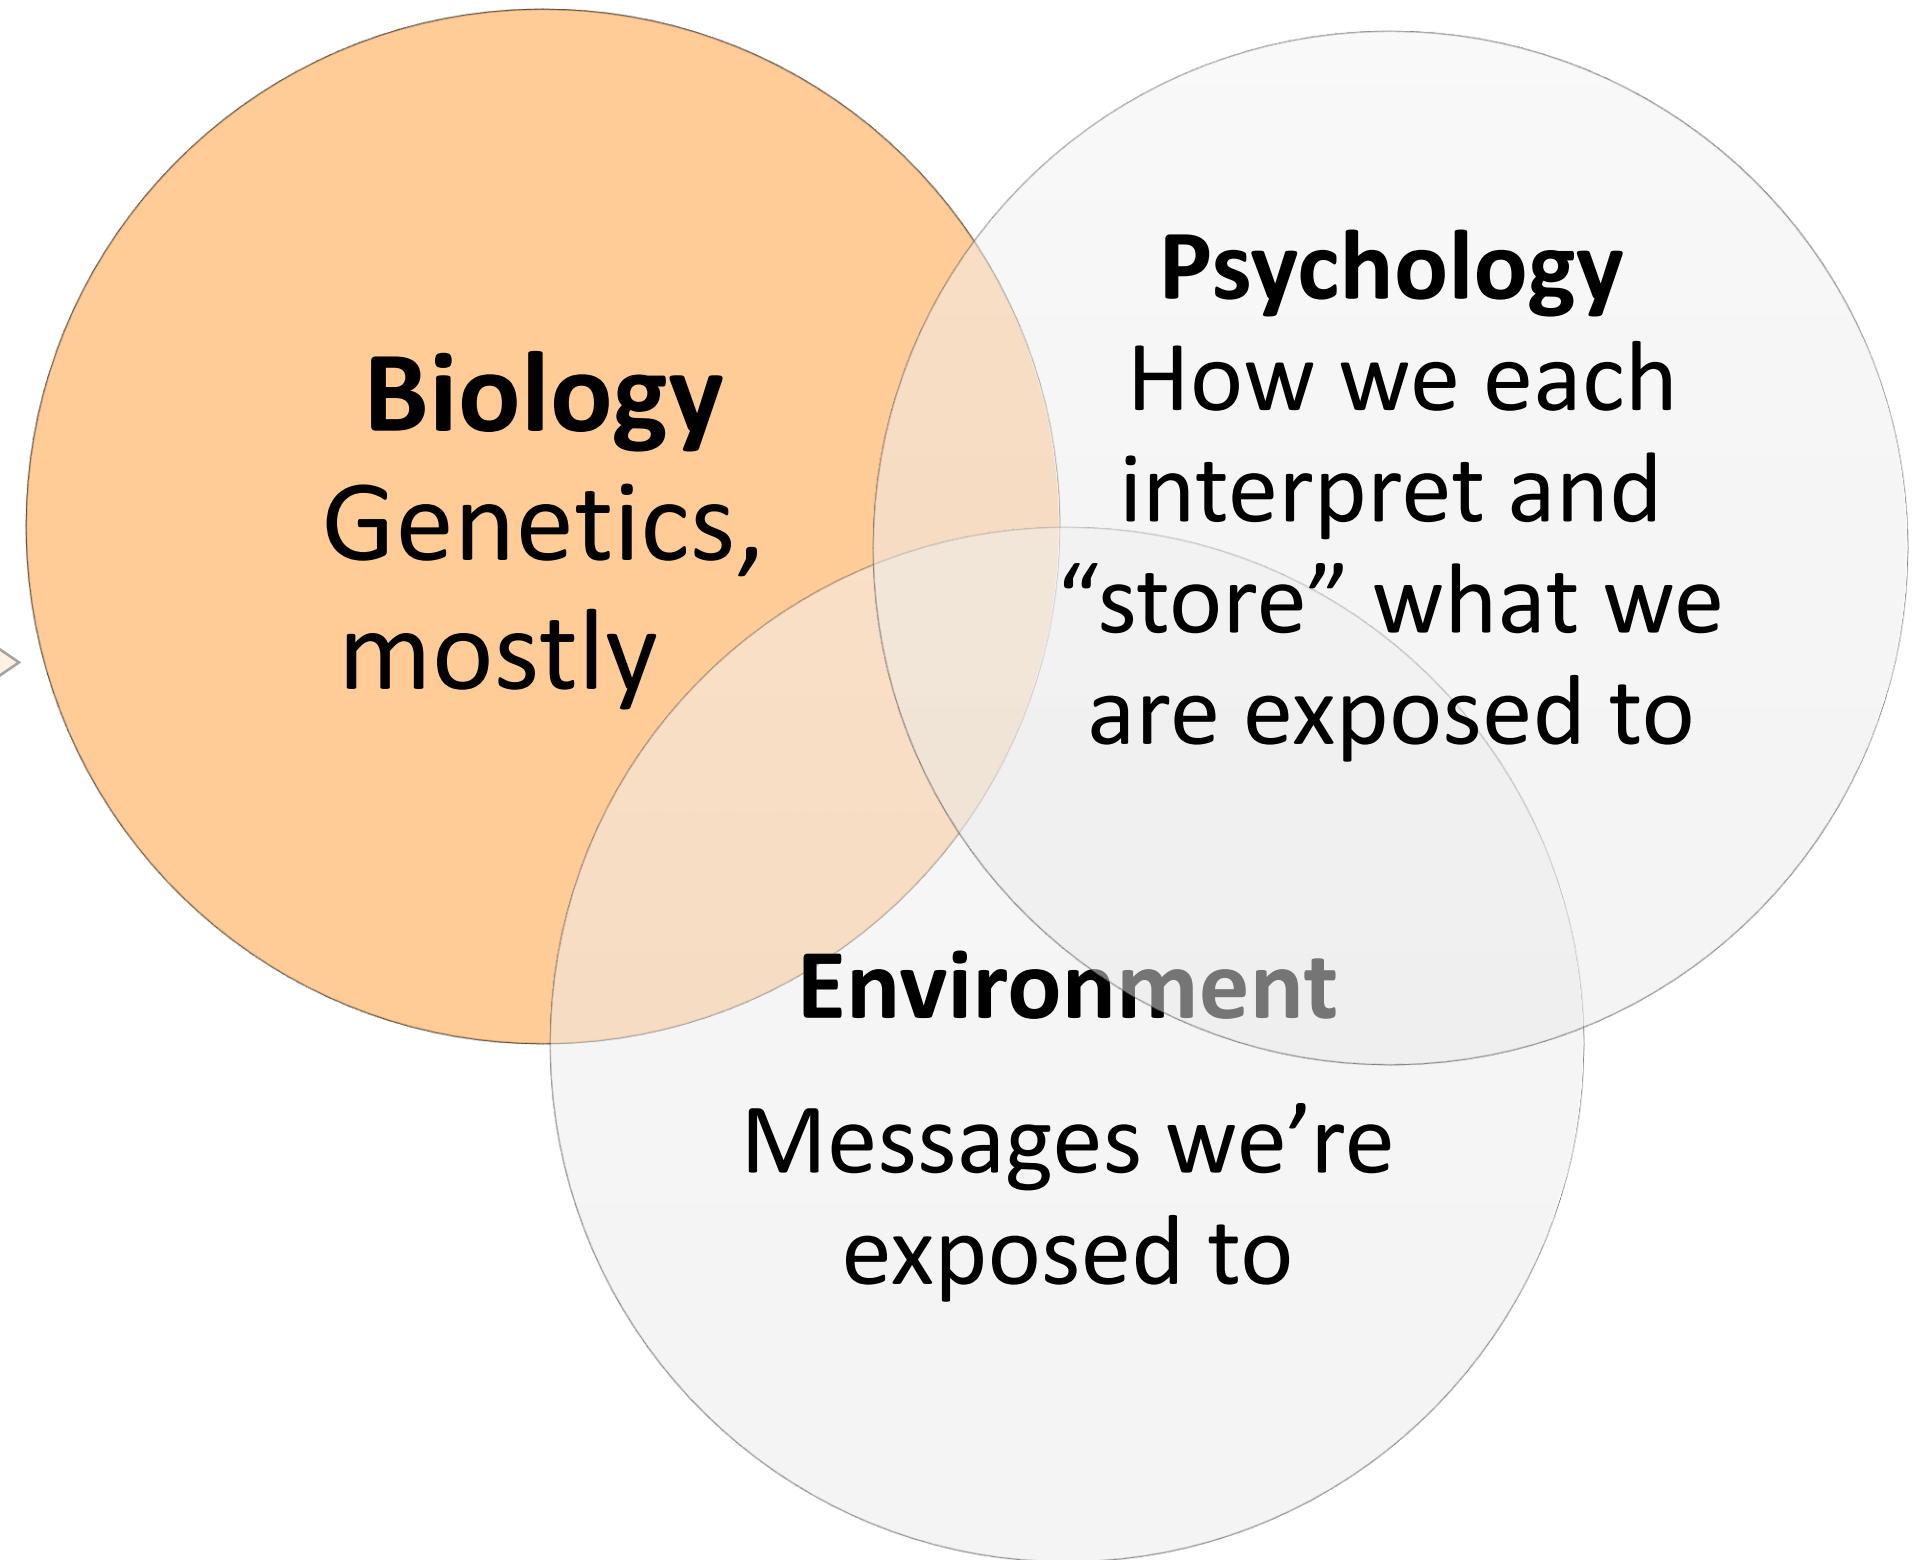 Biology
Genetics,
mostly
Psychology
How we each
interpret and
“store” what we
are exposed to
Environment
Messages we’re
exposed to